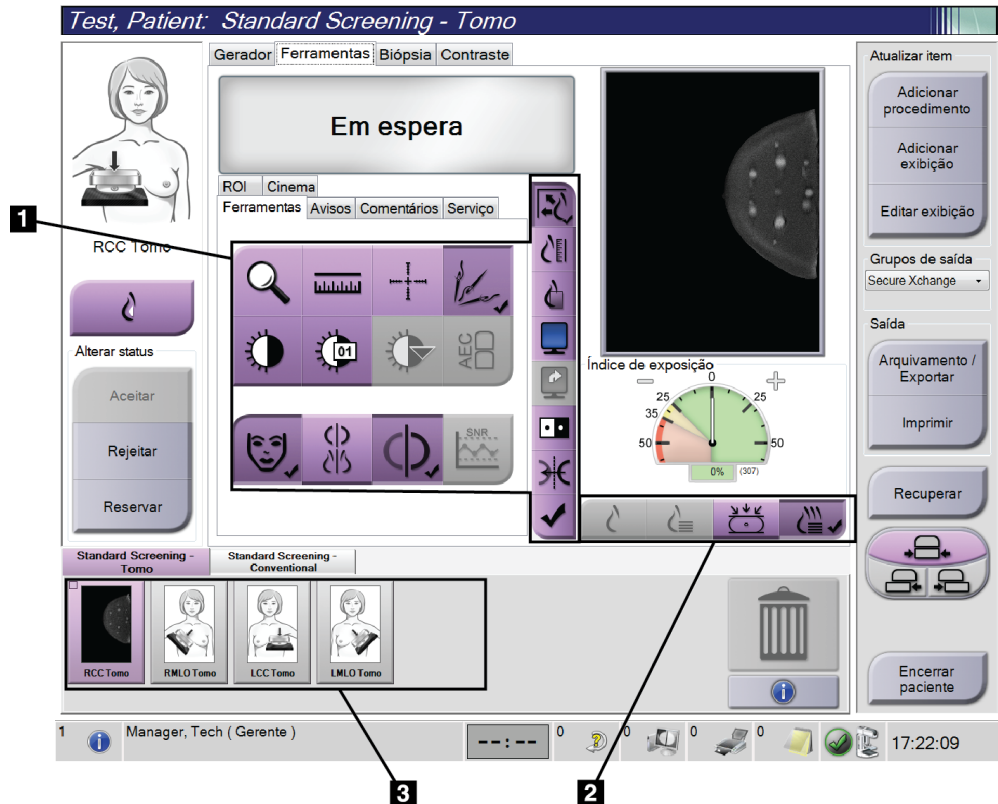 Test, Patient: Standard Screening - Tomo
Gerador Ferramentas Biópsia Contraste
Em espera
ROI Cinema
Ferramentas Avisos Comentários Serviço
1
RCC Tomo
Alterar status
Aceitar
Rejeitar
Reservar
01
AEC
SNR
Índice de exposição
0
25 25
35
50 50
0% (307)
Atualizar item
Adicionar
procedimento
Adicionar
exibição
Editar exibição
Grupos de saída
Secure Xchange
Saída
Arquivamento /
Exportar
Imprimir
Recuperar
Encerrar
paciente
Standard Screening -
Tomo
Standard Screening -
Conventional
RCC Tomo
RMLO Tomo
LCC Tomo
LMLO Tomo
1
Manager, Tech ( Gerente )
--:--
0
0
0
0
17:22:09
3
2